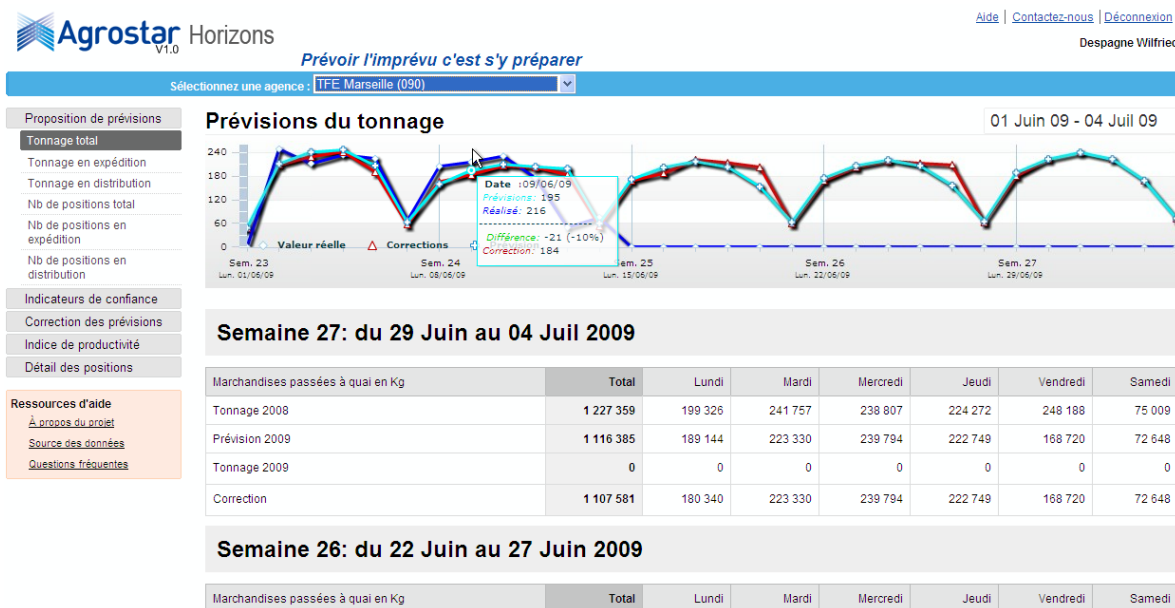 Aide | Contactez-nous | Déconnexion
Agrostar Horizons
V1.0
Despagne Wilfried
Prévoir l'imprévu c'est s'y préparer
Sélectionnez une agence : TFE Marseille (090)
Proposition de prévisions
Tonnage total
Tonnage en expédition
Tonnage en distribution
Nb de positions total
Nb de positions en
expédition
Nb de positions en
distribution
Indicateurs de confiance
Correction des prévisions
Indice de productivité
Détail des positions
Ressources d'aide
À propos du projet
Source des données
Questions fréquentes
Prévisions du tonnage
01 Juin 09 - 04 Juil 09
240
180
120
60
0
Date :09/06/09
Prévisions: 195
Réalisé: 216
Différence: -21 (-10%)
Correction: 184
Valeur réelle Corrections
Sem. 23 Sem. 24 em. 25 Sem. 26 Sem. 27
Lun. 01/06/09 Lun. 08/06/09 Lun. 15/06/09 Lun. 22/06/09 Lun. 29/06/09
Semaine 27: du 29 Juin au 04 Juil 2009
Marchandises passées à quai en Kg Total Lundi Mardi Mercredi Jeudi Vendredi Samedi
Tonnage 2008 1 227 359 199 326 241 757 238 807 224 272 248 188 75 009
Prévision 2009 1 116 385 189 144 223 330 239 794 222 749 168 720 72 648
Tonnage 2009 0 0 0 0 0 0 0
Correction 1 107 581 180 340 223 330 239 794 222 749 168 720 72 648
Semaine 26: du 22 Juin au 27 Juin 2009
Marchandises passées à quai en Kg Total Lundi Mardi Mercredi Jeudi Vendredi Samedi